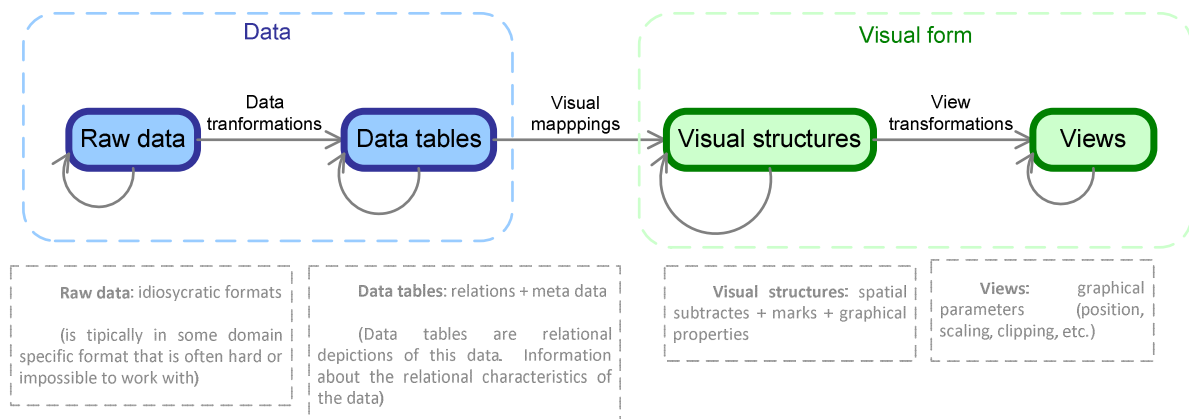 Data
Visual form
Data
tranformations
Visual
mapppings
View
transformations
Raw data
Data tables
Visual structures
Views
Raw data: idiosycratic formats
(is tipically in some domain
specific format that is often hard or
impossible to work with)
Data tables: relations + meta data
(Data tables are relational
depictions of this data. Information
about the relational characteristics of
the data)
Visual structures: spatial
subtractes + marks + graphical
properties
Views: graphical
parameters (position,
scaling, clipping, etc.)